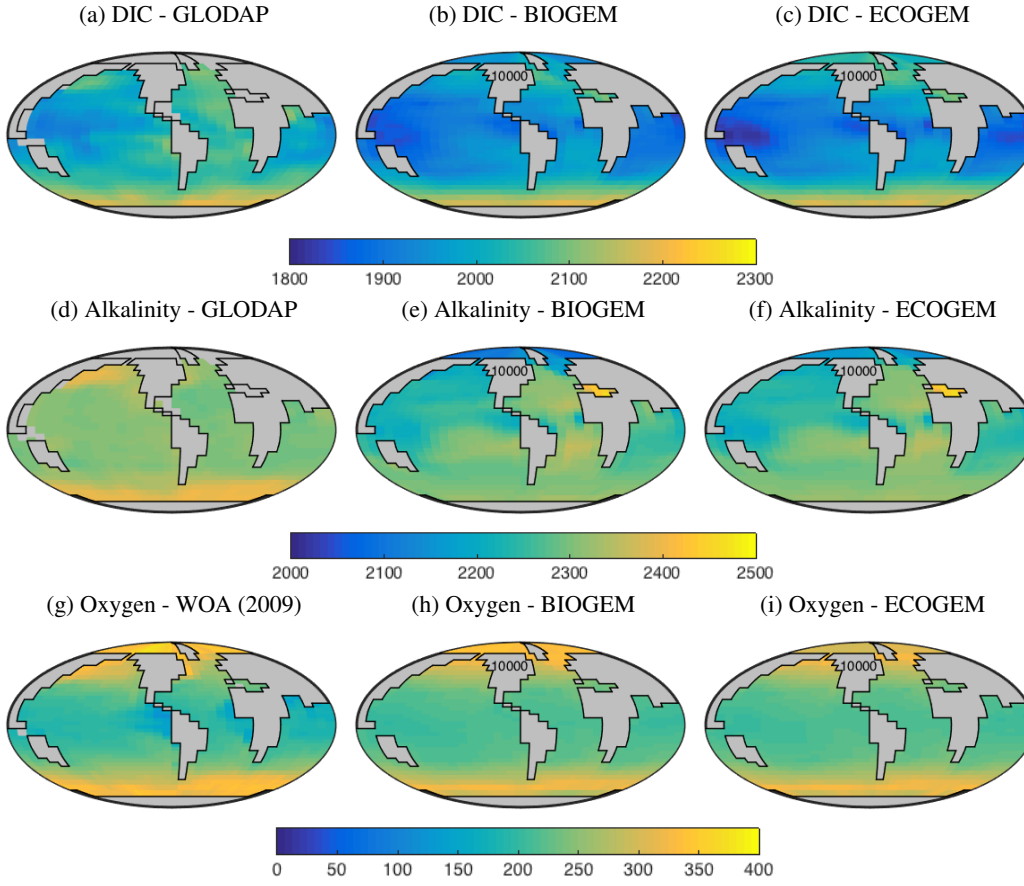 (a) DIC - GLODAP (b) DIC - BIOGEM (c) DIC - ECOGEM
10000 10000
1800 1900 2000 2100 2200 2300
(d) Alkalinity - GLODAP (e) Alkalinity - BIOGEM (f) Alkalinity - ECOGEM
10000 10000
2000 2100 2200 2300 2400 2500
(g) Oxygen - WOA (2009) (h) Oxygen - BIOGEM (i) Oxygen - ECOGEM
10000 10000
0 50 100 150 200 250 300 350 400